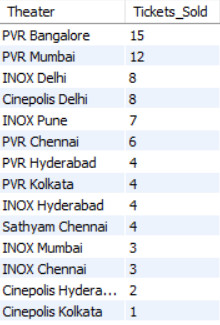 Theater Tickets_Sold
PVR Bangalore 15
PVR Mumbai 12
INOX Delhi 8
Cinepolis Delhi 8
INOX Pune 7
PVR Chennai 6
PVR Hyderabad 4
PVR Kolkata 4
INOX Hyderabad 4
Sathyam Chennai 4
INOX Mumbai 3
INOX Chennai 3
Cinepolis Hydera... 2
Cinepolis Kolkata 1